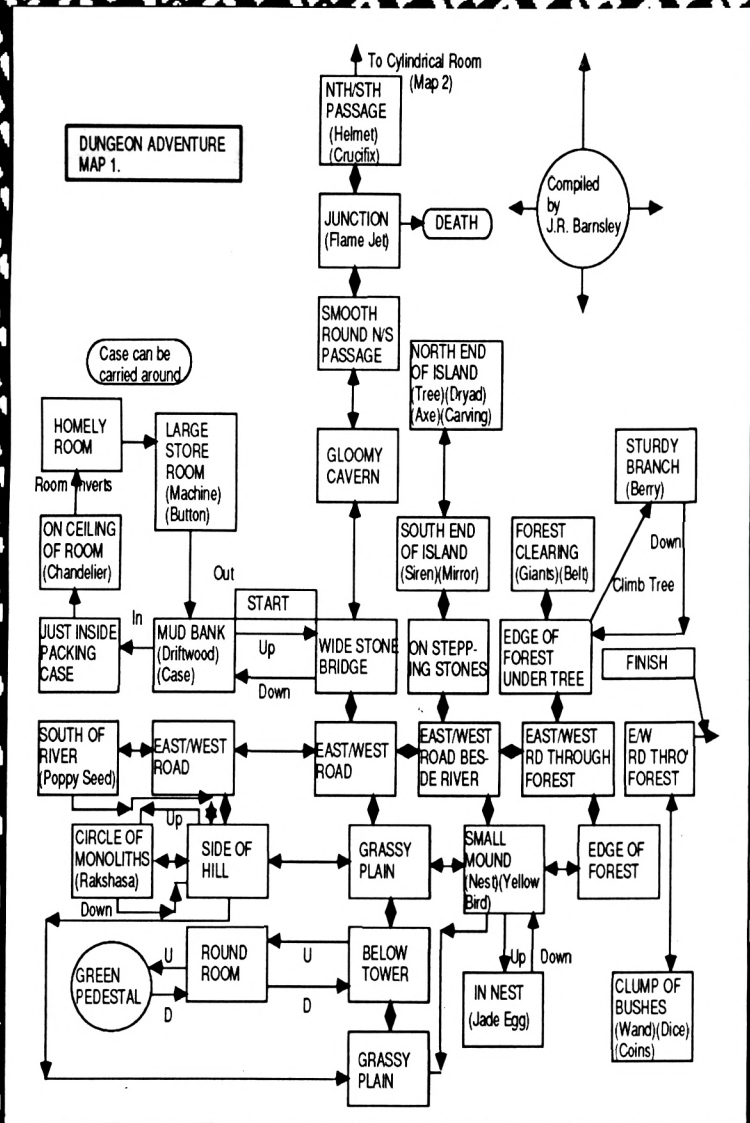 To Cylindrical Room
(Map 2)
NTH/STH
PASSAGE
(Helmet)
(Crucifix)
DUNGEON ADVENTURE
MAP 1.
Compiled
by
J.R. Barnsley
JUNCTION
(Flame Jet)
DEATH
SMOOTH
ROUND N/S
PASSAGE
Case can be
carried around
NORTH END
OF ISLAND
(Tree)(Dryad)
(Axe)(Carving)
HOMELY
ROOM
LARGE
STORE
ROOM
(Machine)
(Button)
GLOOMY
CAVERN
STURDY
BRANCH
(Berry)
Room Inverts
ON CEILING
OF ROOM
(Chandelier)
SOUTH END
OF ISLAND
(Siren)(Mirror)
FOREST
CLEARING
(Giants)(Belt)
Down
Climb Tree
Out
START
In
JUST INSIDE
PACKING
CASE
MUD BANK
(Driftwood)
(Case)
Up
Down
WIDE STONE
BRIDGE
ON STEPP-
ING STONES
EDGE OF
FOREST
UNDER TREE
FINISH
SOUTH OF
RIVER
(Poppy Seed)
EAST/WEST
ROAD
EAST/WEST
ROAD
EAST/WEST
ROAD BES-
DE RIVER
EAST/WEST
RD THROUGH
FOREST
E/W
RD THRO'
FOREST
Up
CIRCLE OF
MONOLITHS
(Rakshasa)
SIDE OF
HILL
GRASSY
PLAIN
SMALL
MOUND
(Nest)(Yellow
Bird)
EDGE OF
FOREST
Down
GREEN
PEDESTAL
U
D
ROUND
ROOM
U
D
BELOW
TOWER
Up
Down
IN NEST
(Jade Egg)
CLUMP OF
BUSHES
(Wand)(Dice)
(Coins)
GRASSY
PLAIN